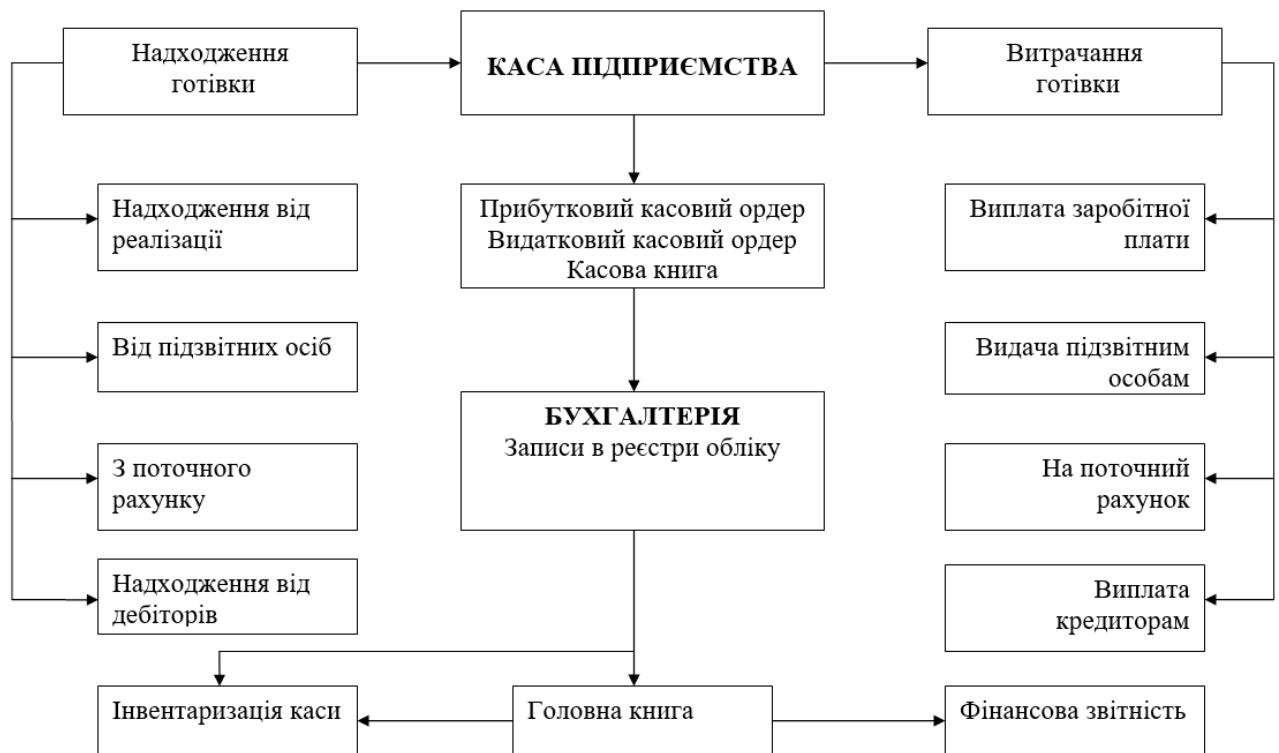 Надходження
готівки
КАСА ПІДПРИЄМСТВА
Витрачання
готівки
Надходження від
реалізації
Прибутковий касовий ордер
Видатковий касовий ордер
Касова книга
Виплата заробітної
плати
Від підзвітних осіб
Видача підзвітним
особам
БУХГАЛТЕРІЯ
Записи в реєстри обліку
З поточного
рахунку
На поточний
рахунок
Надходження від
дебіторів
Виплата
кредиторам
Інвентаризація каси
Головна книга
Фінансова звітність